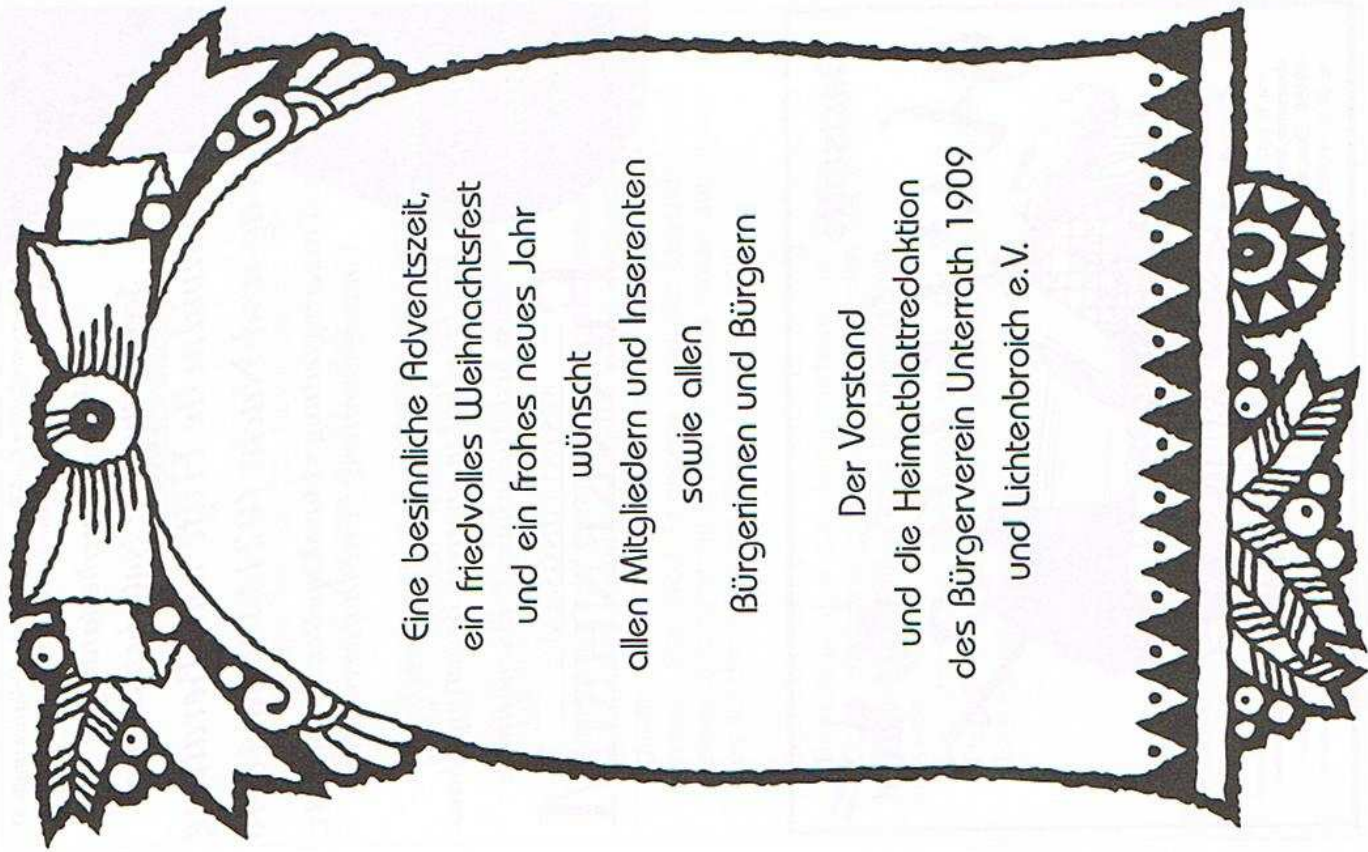 Eine besinnliche Adventszeit,
ein friedvolles Weihnachtsfest
und ein frohes neues Jahr
wünscht
allen Mitgliedern und Inserenten
sowie allen
Bürgerinnen und Bürgern
Der Vorstand
und die Heimatblattredaktion
des Bürgerverein Unterrath 1909
und Lichtenbroich e.V.